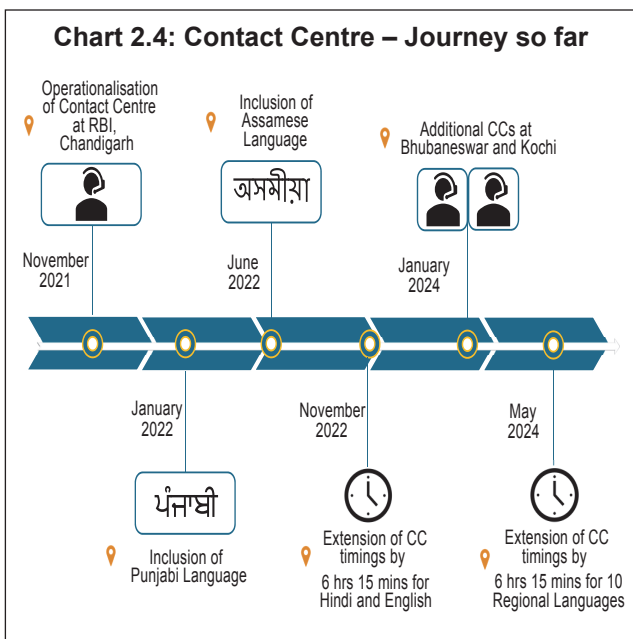 Chart 2.4: Contact Centre – Journey so far
Operationalisation
of Contact Centre
at RBI,
Chandigarh
November
2021
January
2022
ਪੰਜਾਬੀ
Inclusion of
Punjabi Language
Inclusion of
Assamese
Language
অসমীয়া
June
2022
November
2022
Extension of CC
timings by
6 hrs 15 mins for
Hindi and English
Additional CCs at
Bhubaneswar and Kochi
January
2024
May
2024
Extension of CC
timings by
6 hrs 15 mins for 10
Regional Languages